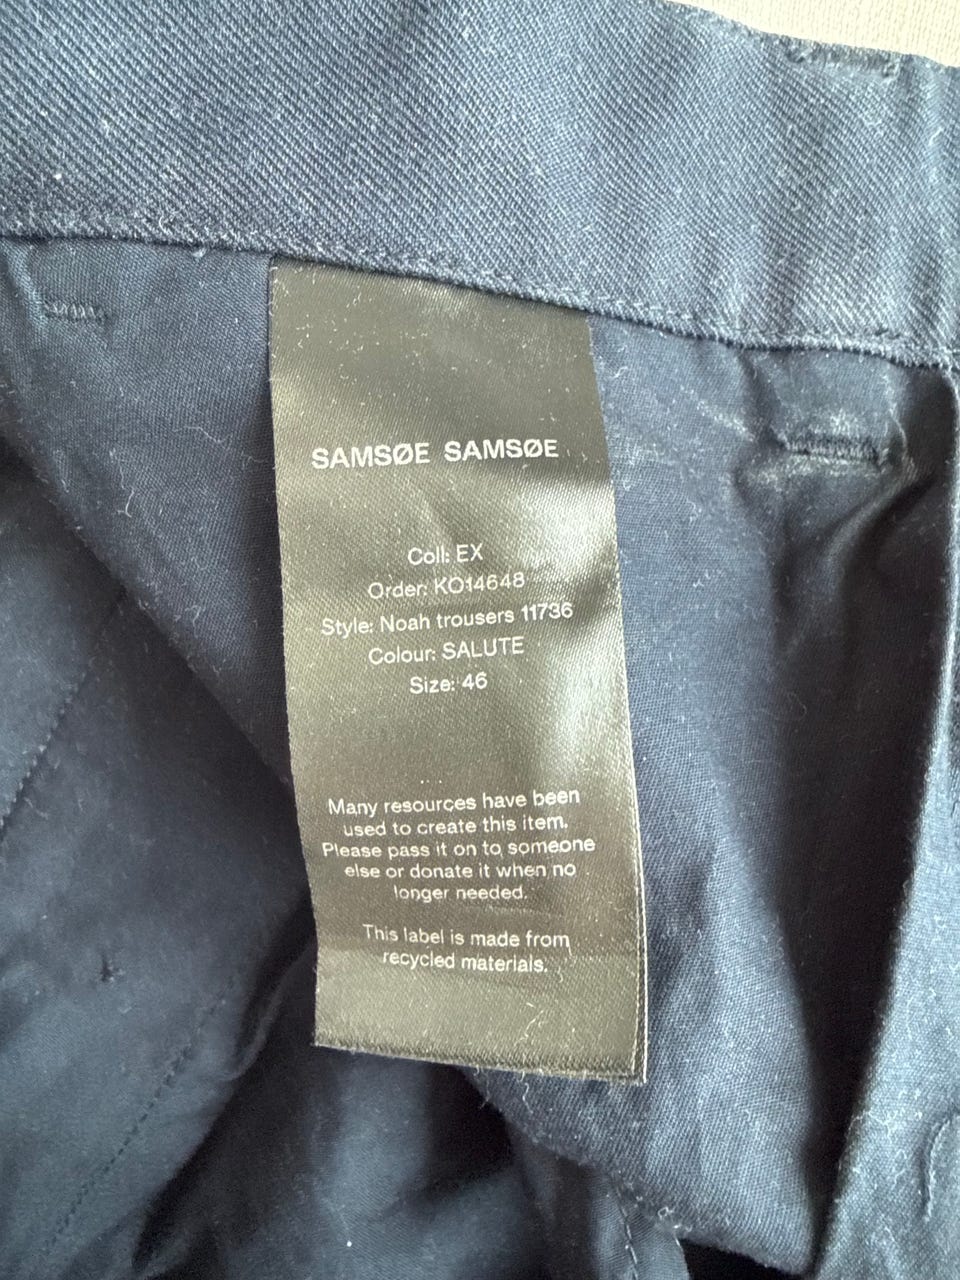 SAMSØE SAMSØE
Coll: EX
Order: KO14648
Style: Noah trousers 11736
Colour: SALUTE
Size: 46
Many resources have been
used to create this item.
Please pass it on to someone
else or donate it when no
longer needed.
This label is made from
recycled materials.